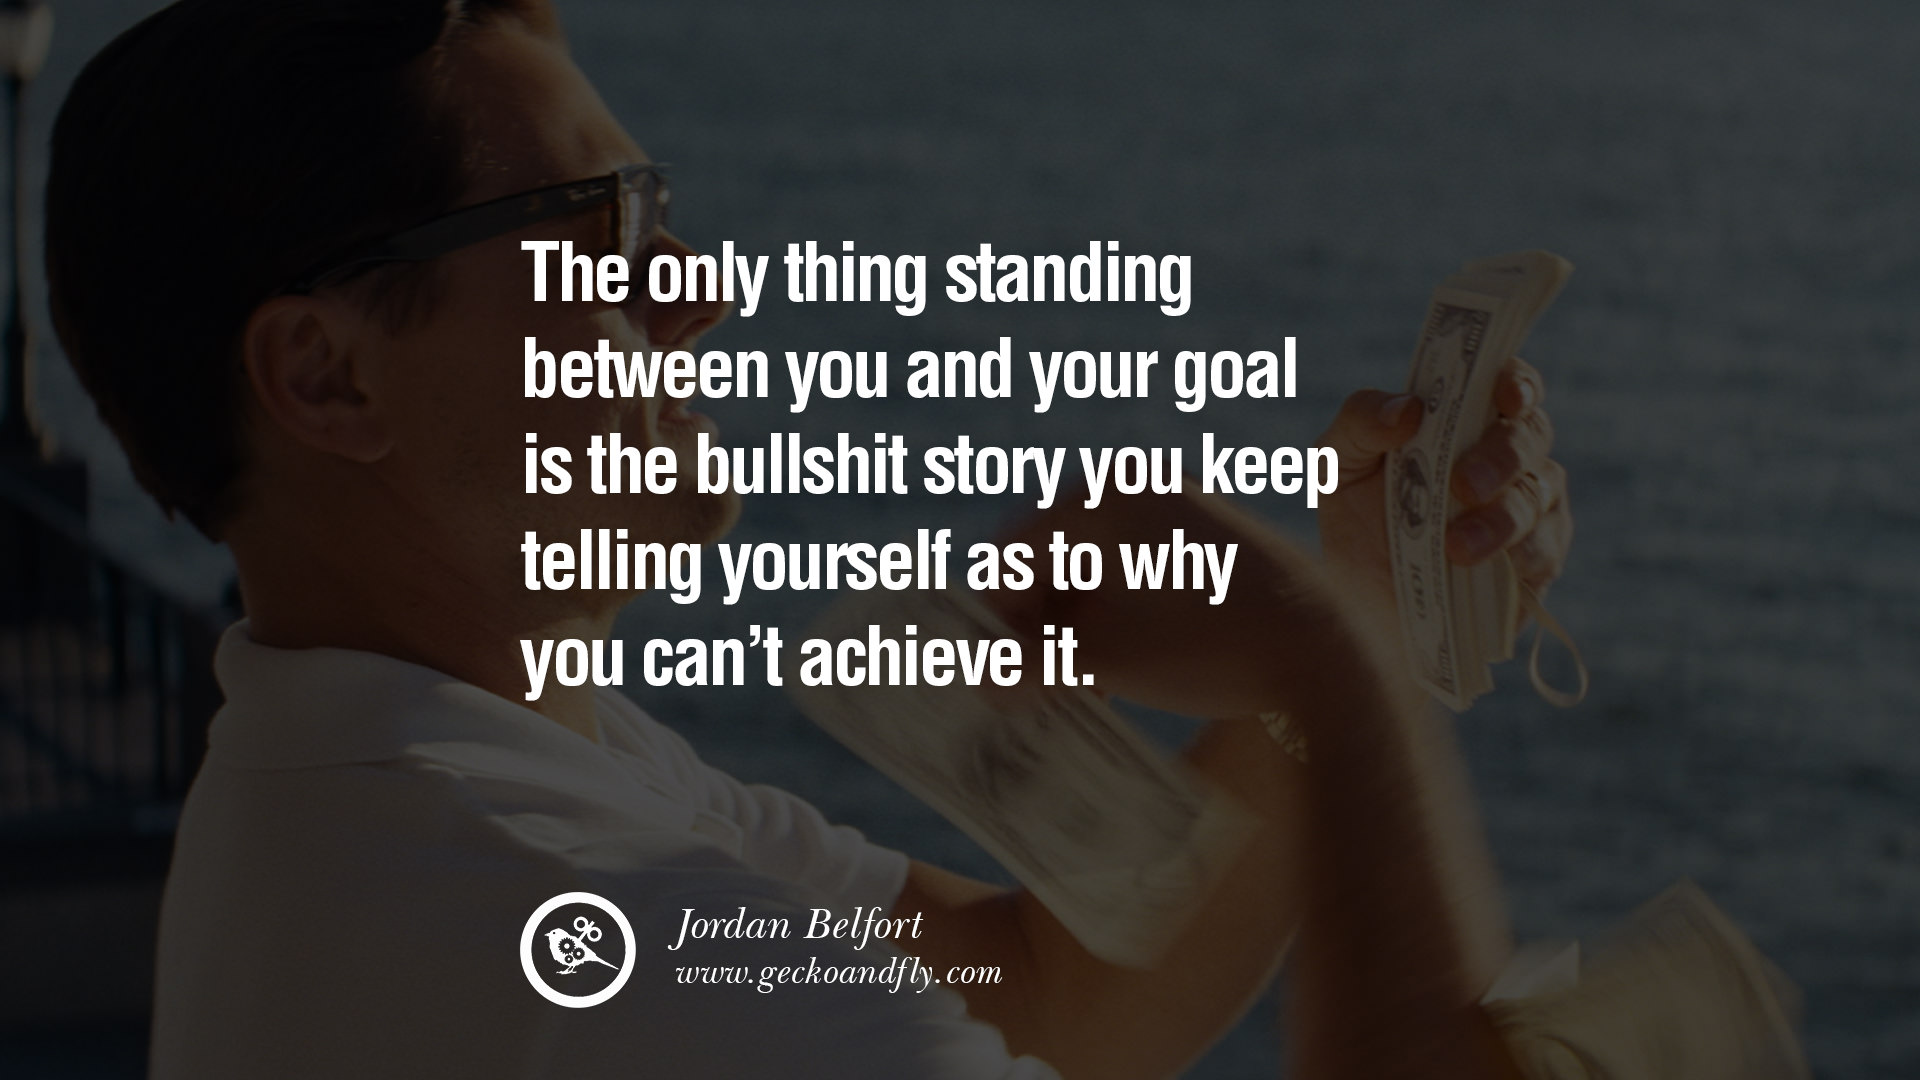 The only thing standing
between you and your goal
is the bullshit story you keep
telling yourself as to why
you can't achieve it.
Jordan Belfort
www.geckoandfly.com